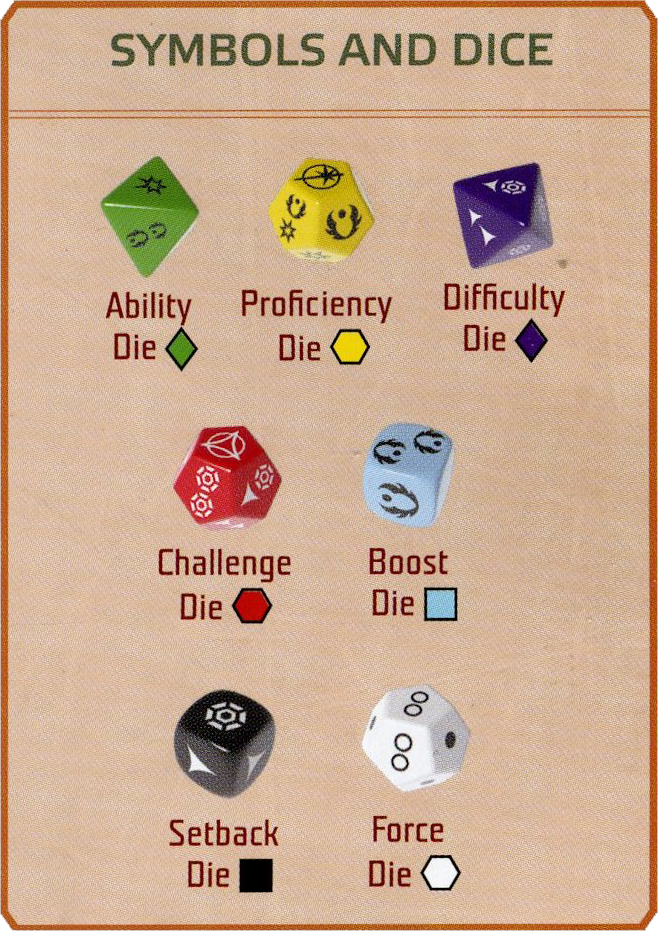 SYMBOLS AND DICE
Ability
Die
Proficiency
Die
Difficulty
Die
Challenge
Die
Boost
Die
Setback
Die
Force
Die